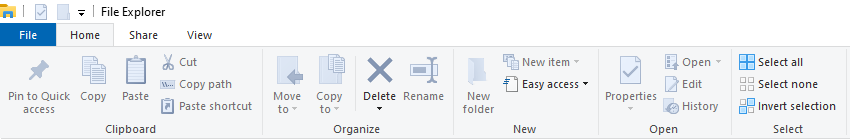 File Explorer
File Home Share View
Pin to Quick access
Copy
Paste
Cut
Copy path
Paste shortcut
Clipboard
Move to
Copy to
Delete
Rename
Organize
New folder
New item
Easy access
New
Properties
Open
Edit
History
Open
Select all
Select none
Invert selection
Select